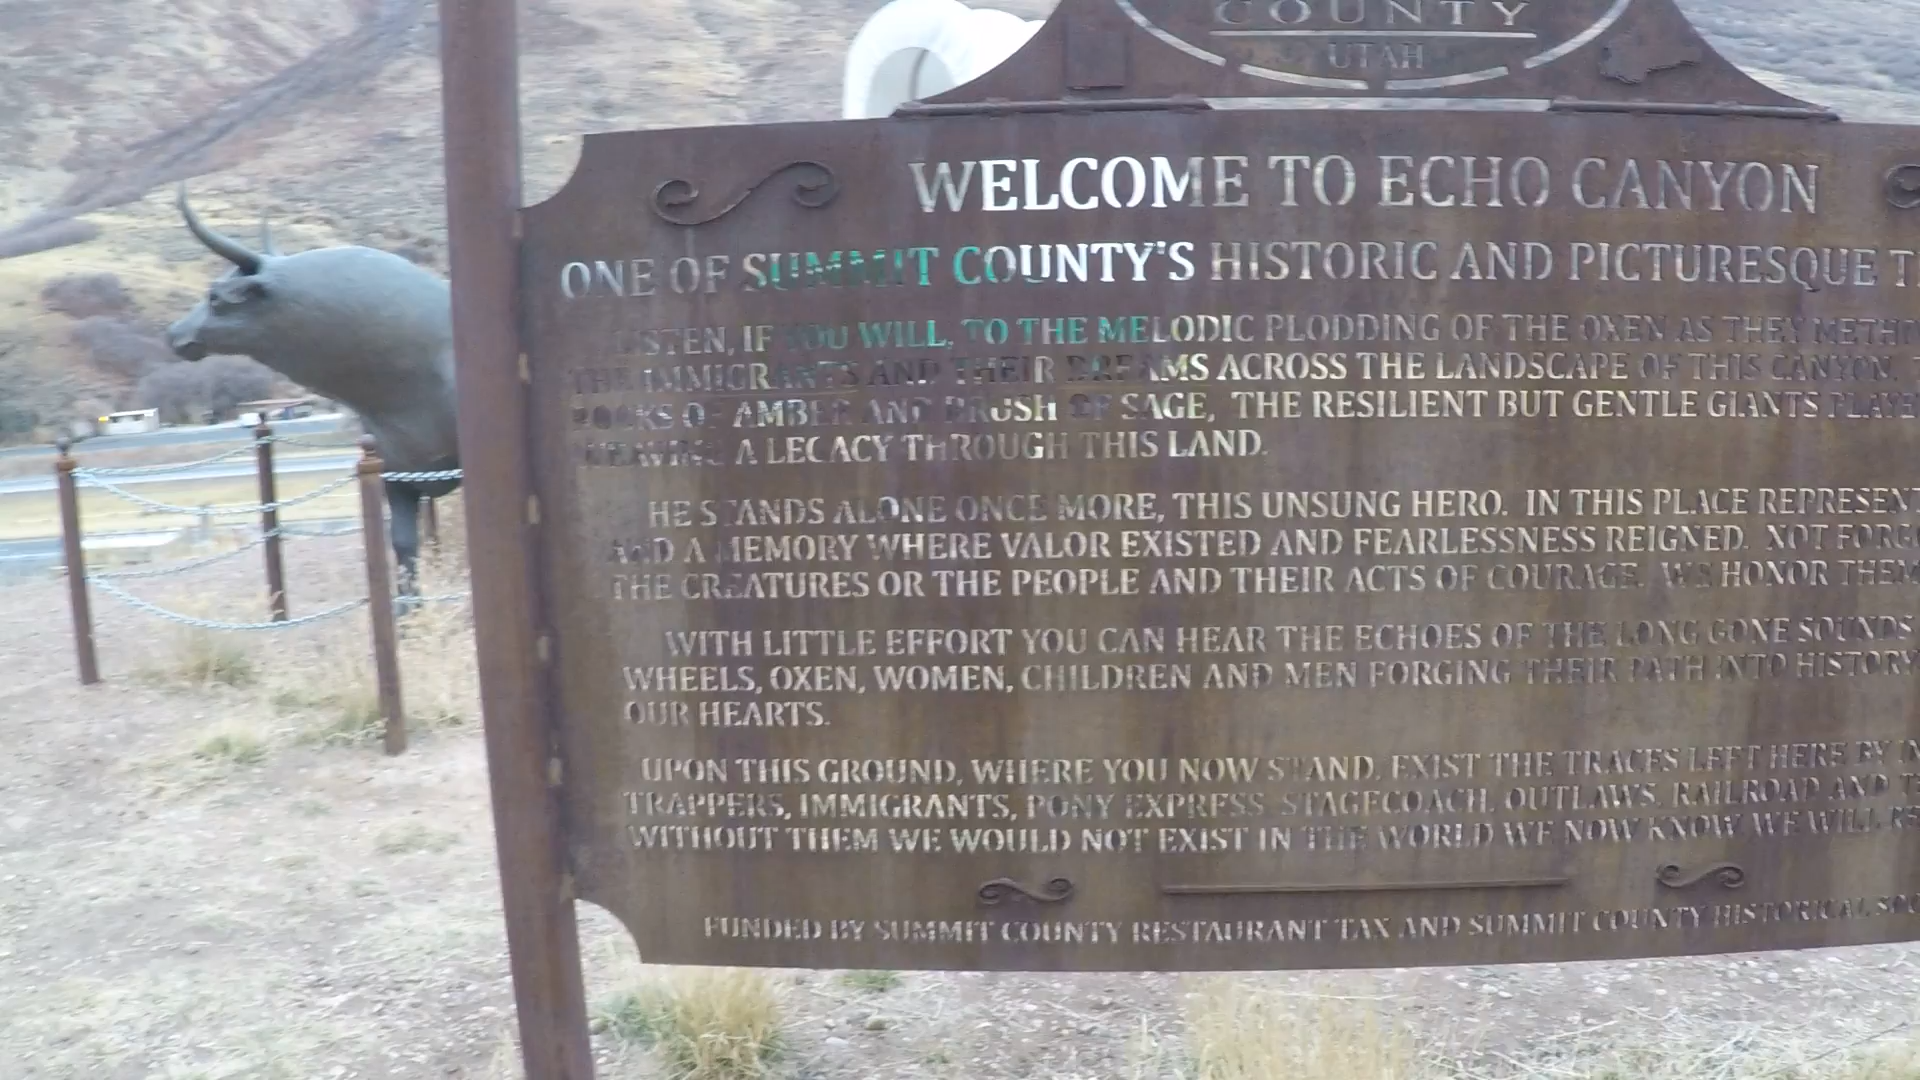 COUNTY
UTAH
WELCOME TO ECHO CANYON
ONE OF SUMMIT COUNTY'S HISTORIC AND PICTURESQUE
LISTEN, IF YOU WILL, TO THE MELODIC PLODDING OF THE OXEN AS THEY
THE IMMIGRANTS AND THEIR DREAMS ACROSS THE LANDSCAPE OF THIS CANYON.
ROCKS OF AMBER AND BRUSH OF SAGE, THE RESILIENT BUT GENTLE GIANTS
LEAVING A LEGACY THROUGH THIS LAND.
HE STANDS ALONE ONCE MORE, THIS UNSUNG HERO. IN THIS PLACE
AND A MEMORY WHERE VALOR EXISTED AND FEARLESSNESS REIGNED. NOT
THE CREATURES OR THE PEOPLE AND THEIR ACTS OF COURAGE. WE HONOR THEM
WITH LITTLE EFFORT YOU CAN HEAR THE ECHOES OF THE LONG GONE SOUNDS
WHEELS, OXEN, WOMEN, CHILDREN AND MEN FORGING THEIR PATH INTO HISTORY
OUR HEARTS.
UPON THIS GROUND, WHERE YOU NOW STAND, EXIST THE TRACES LEFT HERE BY
TRAPPERS, IMMIGRANTS, PONY EXPRESS, STAGECOACH, OUTLAWS, RAILROAD AND
WITHOUT THEM WE WOULD NOT EXIST IN THE WORLD WE NOW KNOW WE WILL
FUNDED BY SUMMIT COUNTY RESTAURANT TAX AND SUMMIT COUNTY HISTORICAL